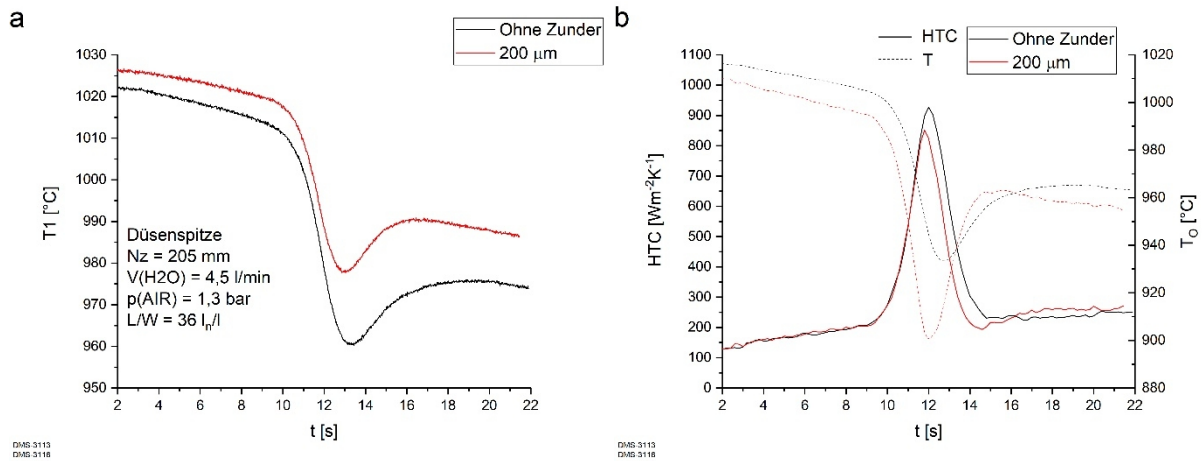 a
Ohne Zunder
200 μm
1030
1020
1010
1000
990
980
970
960
950
T1 [°C]
Düsenspitze
Nz = 205 mm
V(H2O) = 4,5 l/min
p(AIR) = 1,3 bar
L/W = 36 lₙ/l
2 4 6 8 10 12 14 16 18 20 22
t [s]
DMS-3113
DMS-3116
b
HTC
T
Ohne Zunder
200 μm
1100
1000
900
800
700
600
500
400
300
200
100
0
HTC [Wm⁻²K⁻¹]
1020
1000
980
960
940
920
900
880
T_O [°C]
2 4 6 8 10 12 14 16 18 20 22
t [s]
DMS-3113
DMS-3116